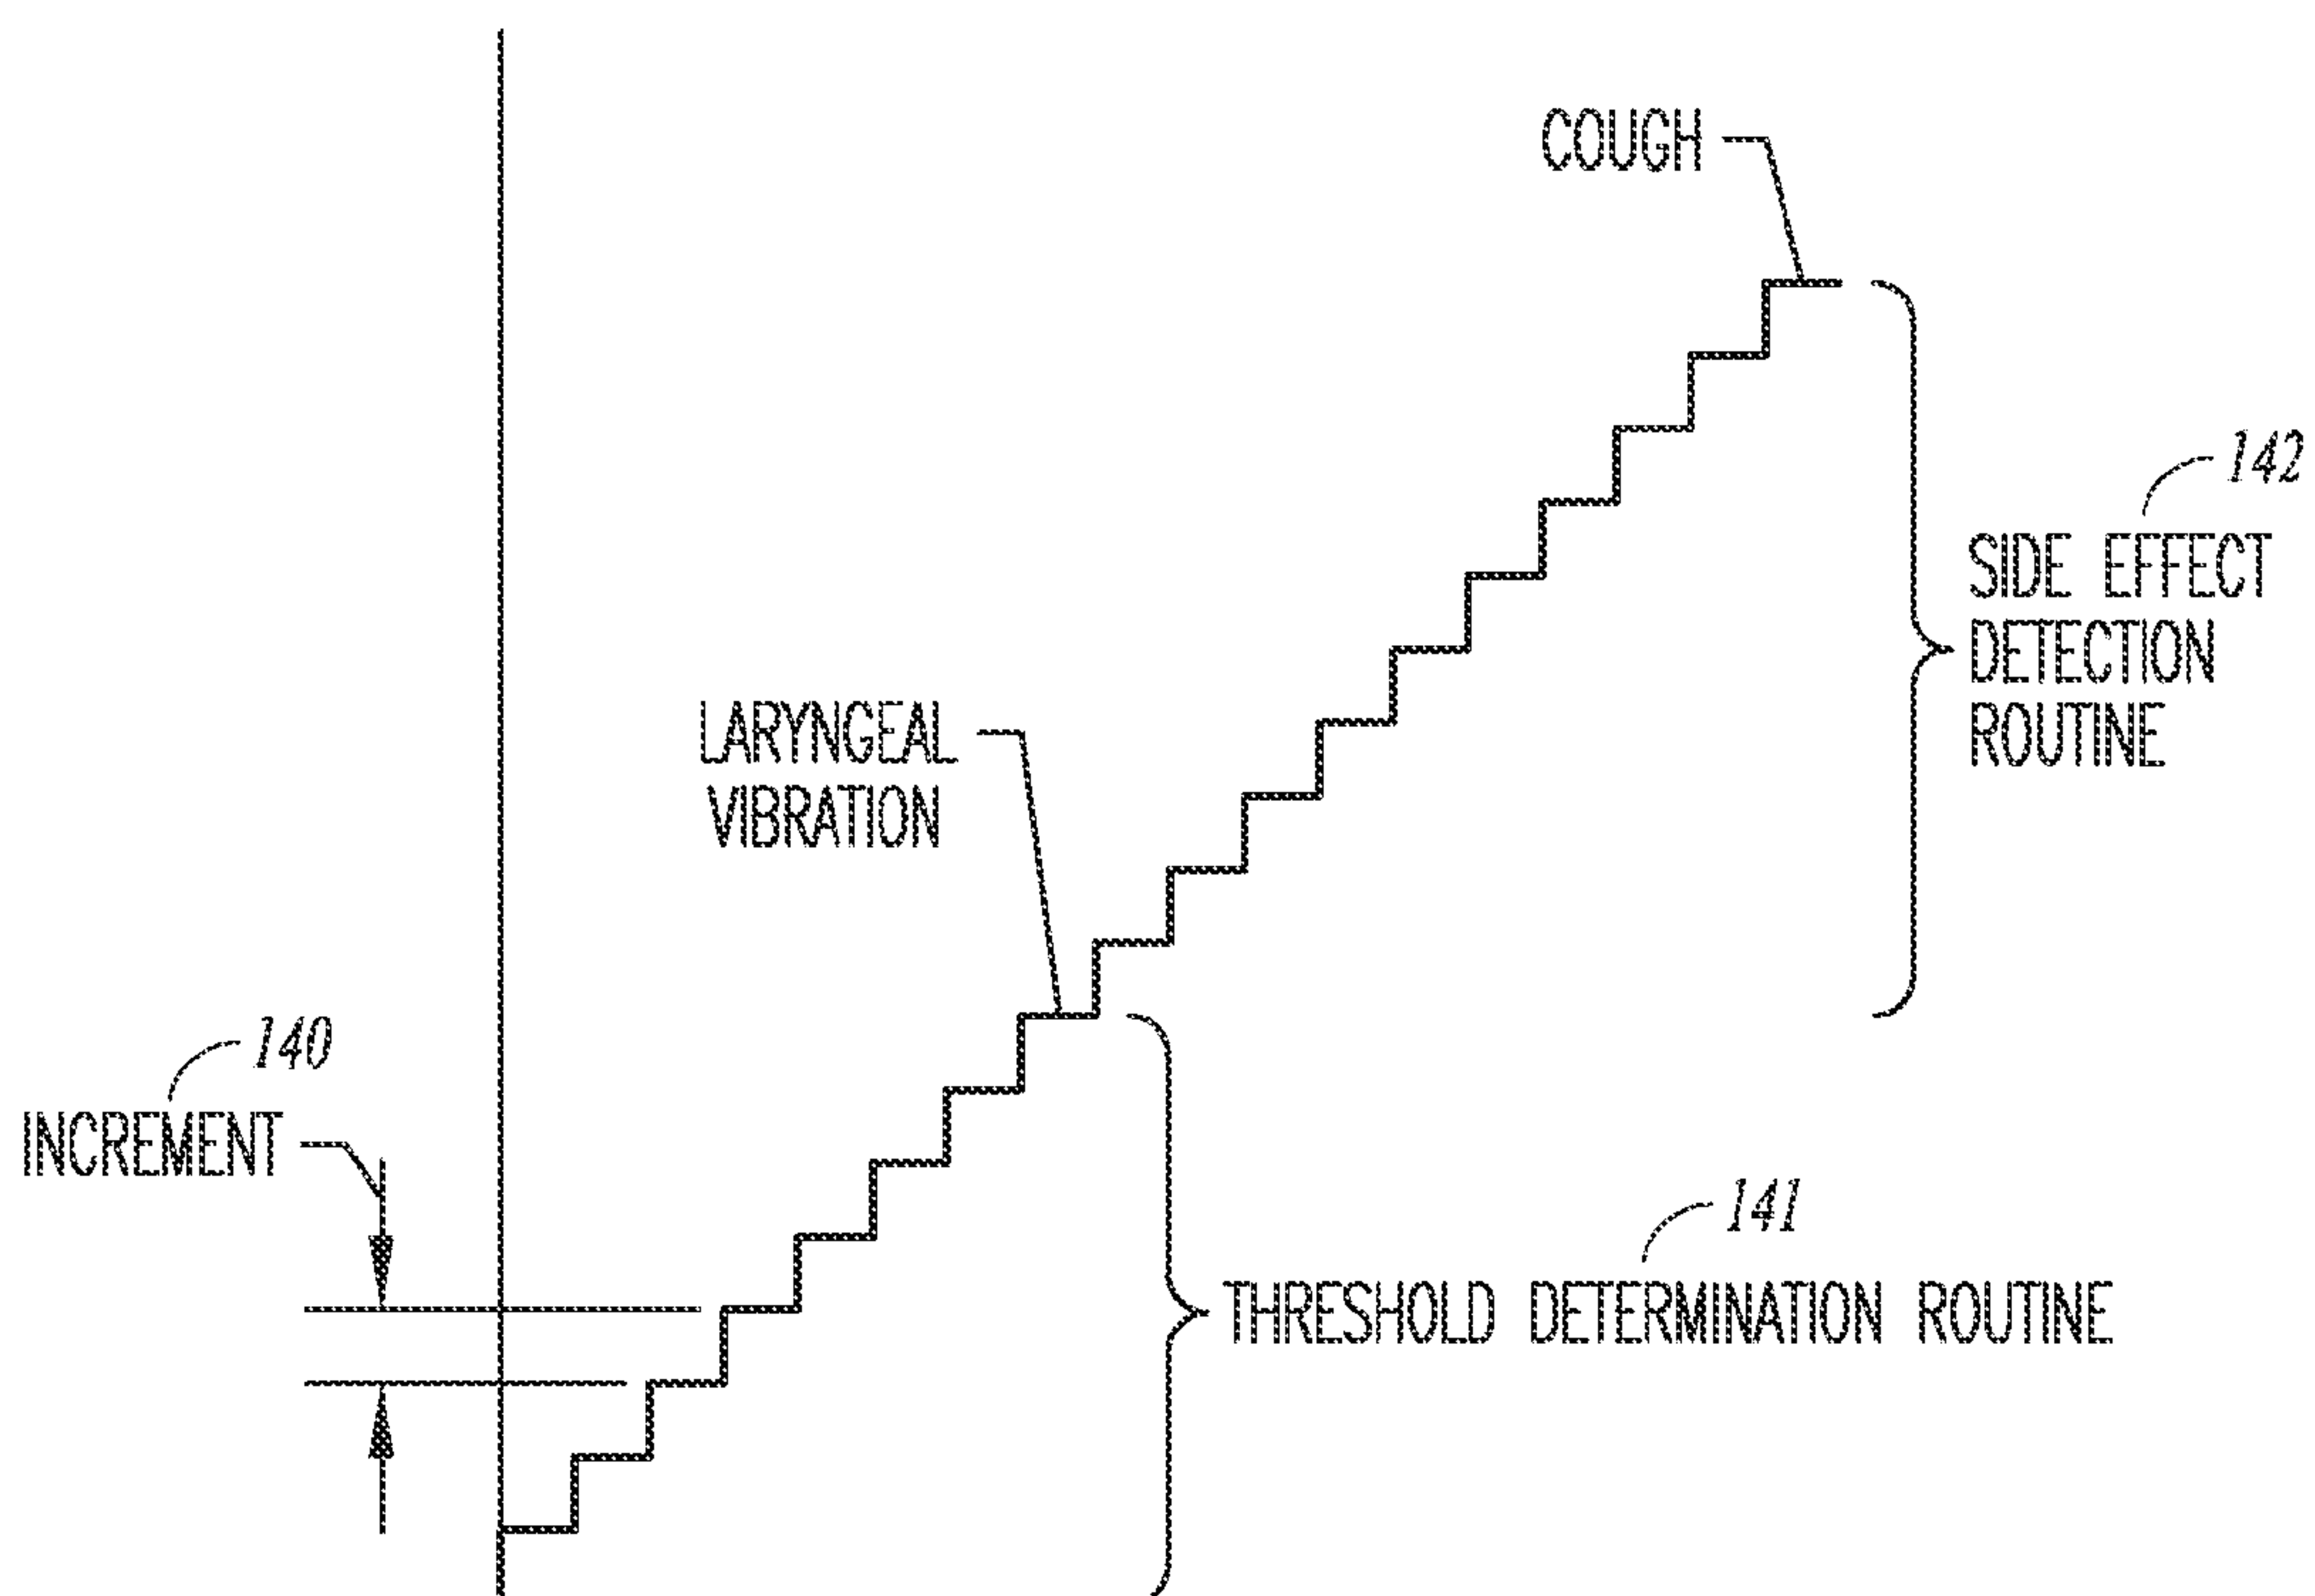 COUGH
142
SIDE EFFECT
DETECTION
ROUTINE
LARYNGEAL
VIBRATION
140
INCREMENT
141
THRESHOLD DETERMINATION ROUTINE